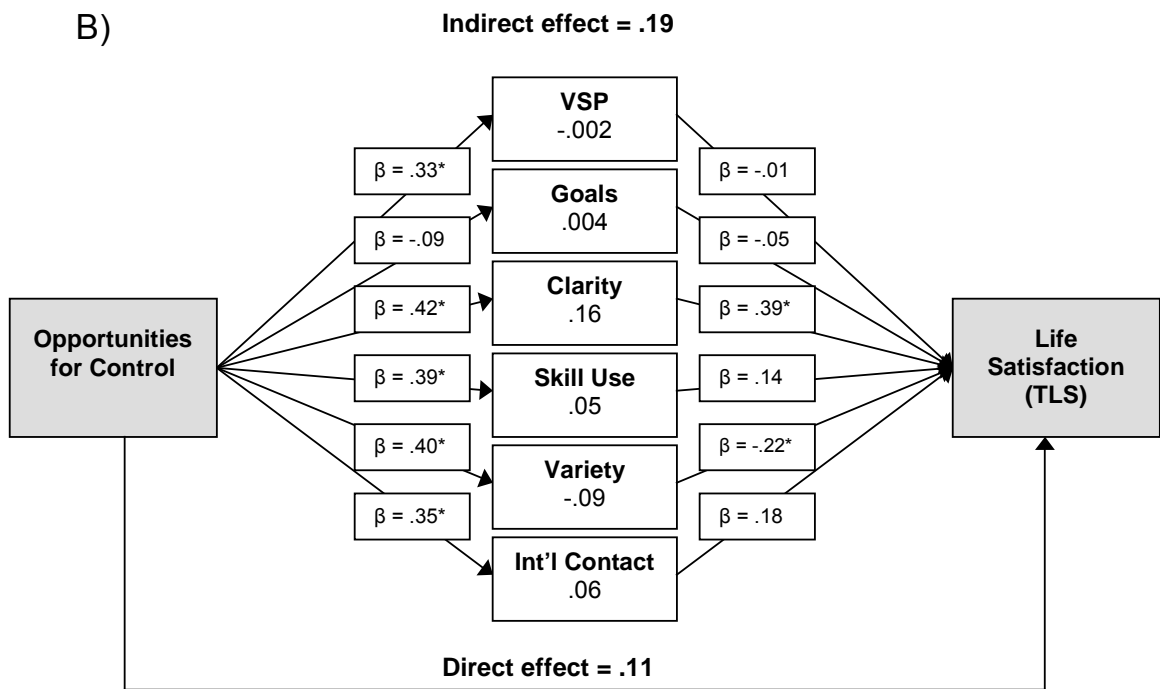 B)
Indirect effect = .19
VSP
-.002
β = .33*
β = -.01
Goals
.004
β = -.09
β = -.05
Clarity
.16
β = .42*
β = .39*
Opportunities
for Control
Life
Satisfaction
(TLS)
Skill Use
.05
β = .39*
β = .14
Variety
-.09
β = .40*
β = -.22*
Int’l Contact
.06
β = .35*
β = .18
Direct effect = .11